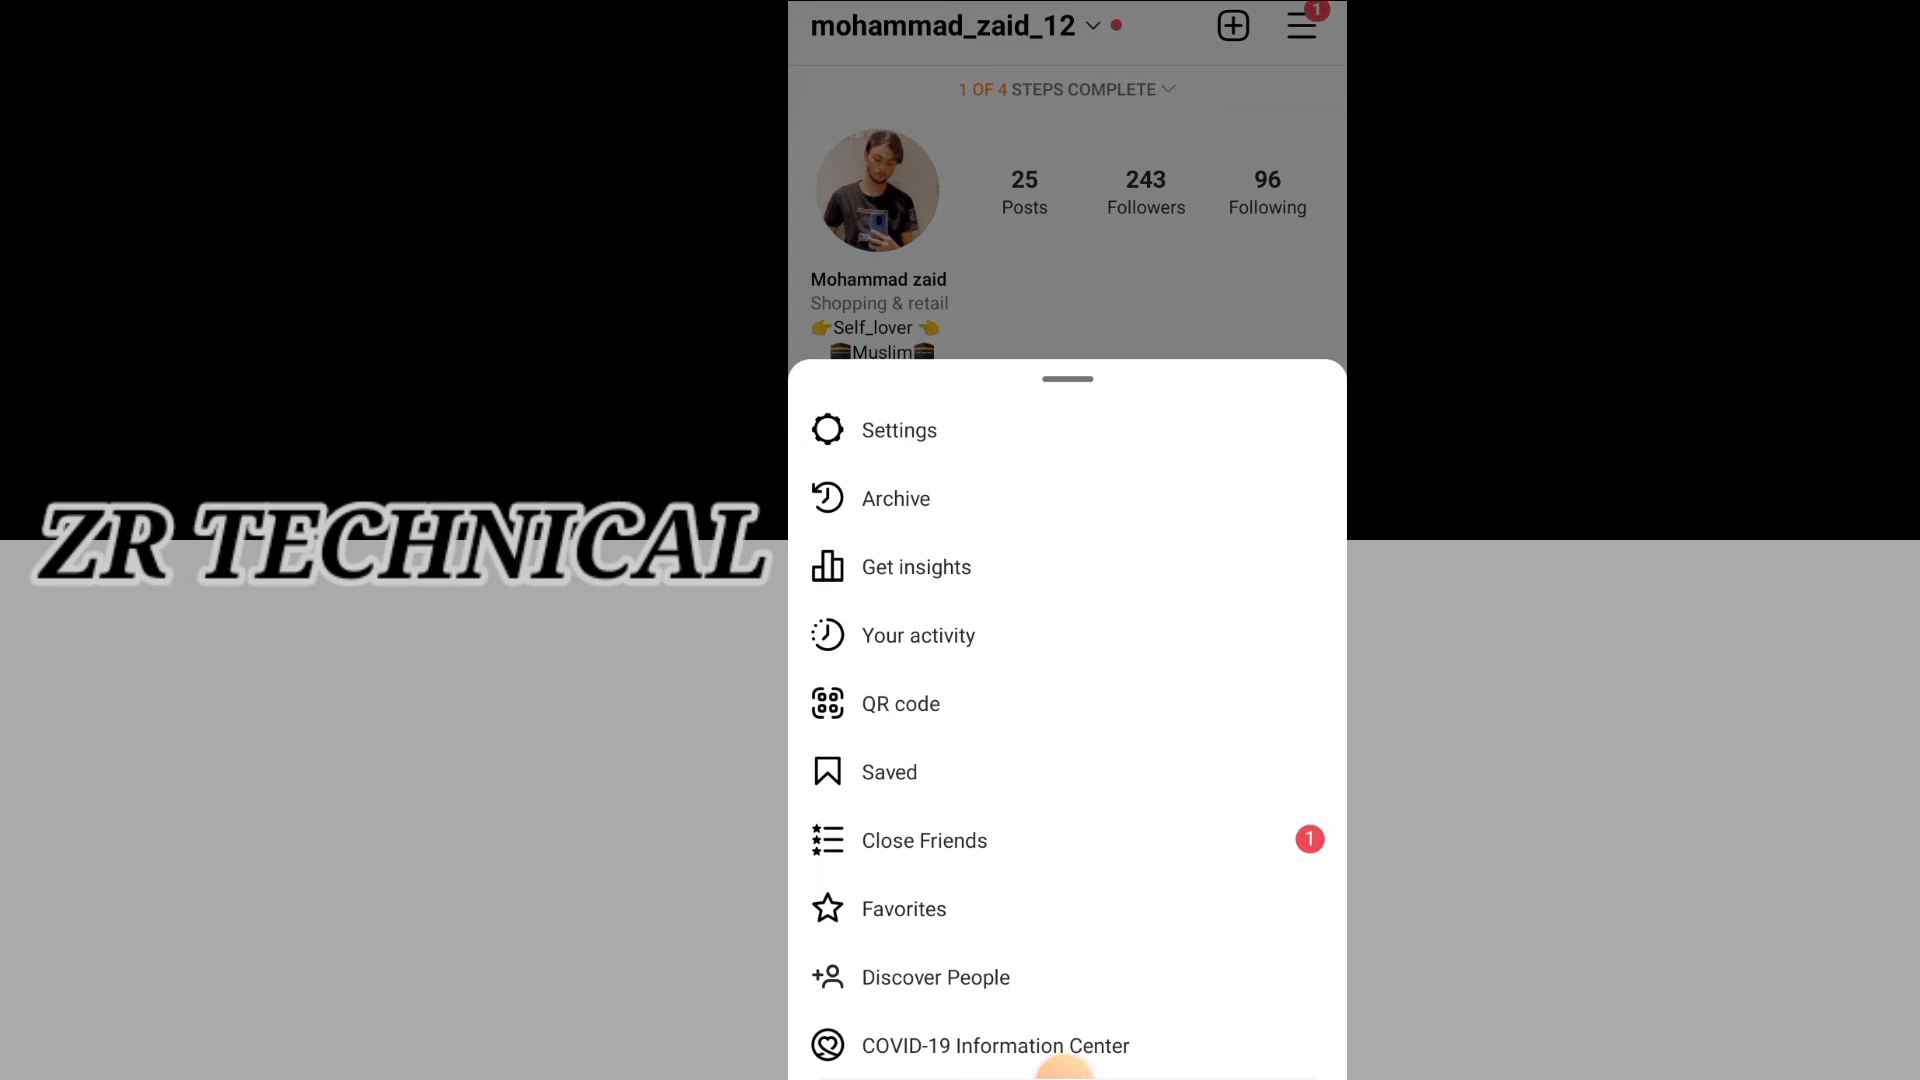 mohammad_zaid_12
1
1 OF 4 STEPS COMPLETE
25
Posts
243
Followers
96
Following
Mohammad zaid
Shopping & retail
👉Self_lover 👈
🕋Muslim🕋
ZR TECHNICAL
Settings
Archive
Get insights
Your activity
QR code
Saved
Close Friends
1
Favorites
Discover People
COVID-19 Information Center